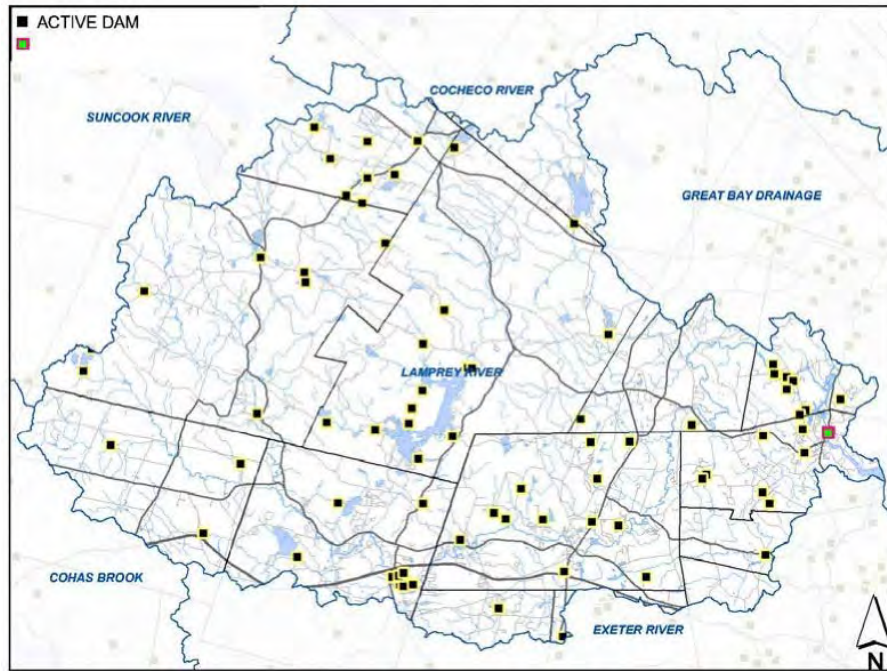 ACTIVE DAM
COCHECO RIVER
SUNCOOK RIVER
GREAT BAY DRAINAGE
LAMPREY RIVER
COHAS BROOK
EXETER RIVER
N